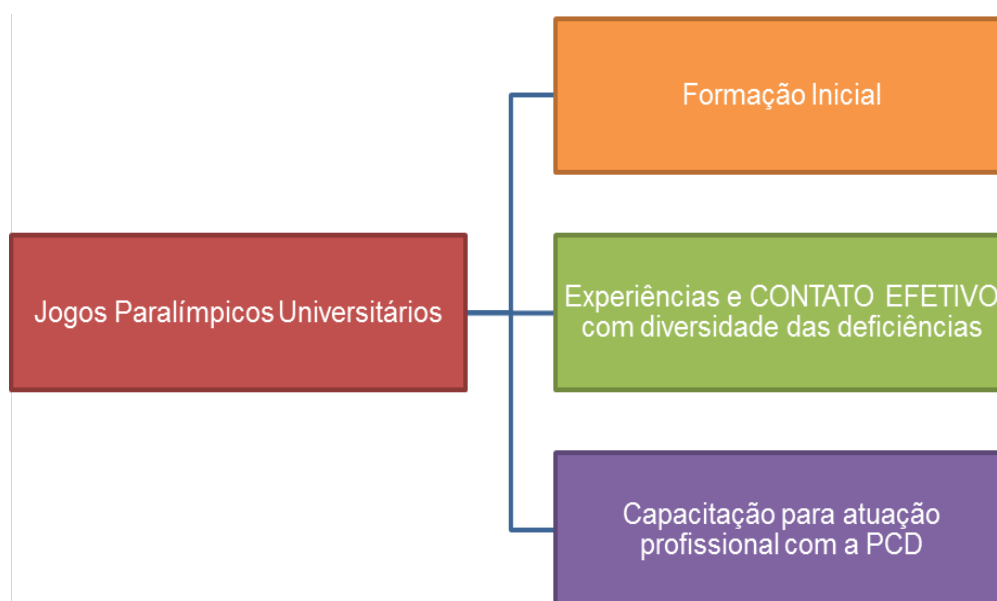 Formação Inicial
Jogos Paralímpicos Universitários
Experiências e CONTATO EFETIVO
com diversidade das deficiências
Capacitação para atuação
profissional com a PCD